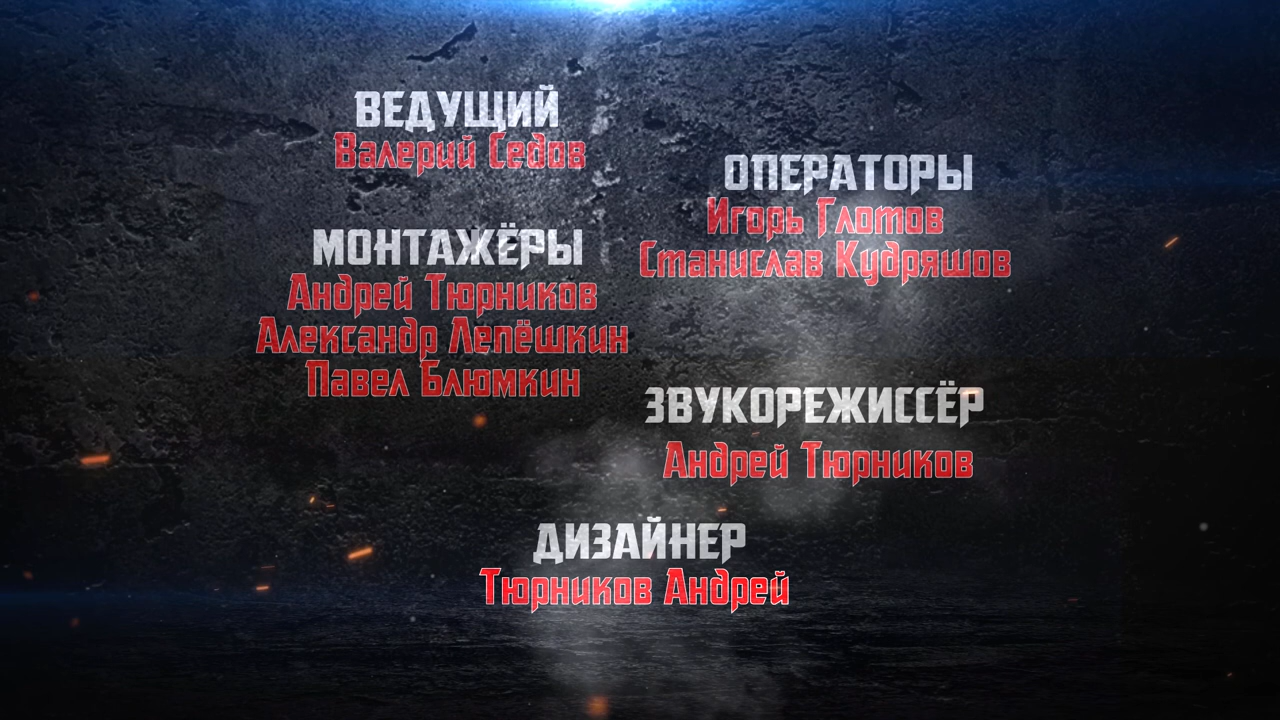 ВЕДУЩИЙ
Валерий Седов
МОНТАЖЁРЫ
Андрей Тюрников
Александр Лепёшкин
Павел Блюмкин
ОПЕРАТОРЫ
Игорь Глотов
Станислав Кудряшов
ЗВУКОРЕЖИССЁР
Андрей Тюрников
ДИЗАЙНЕР
Тюрников Андрей